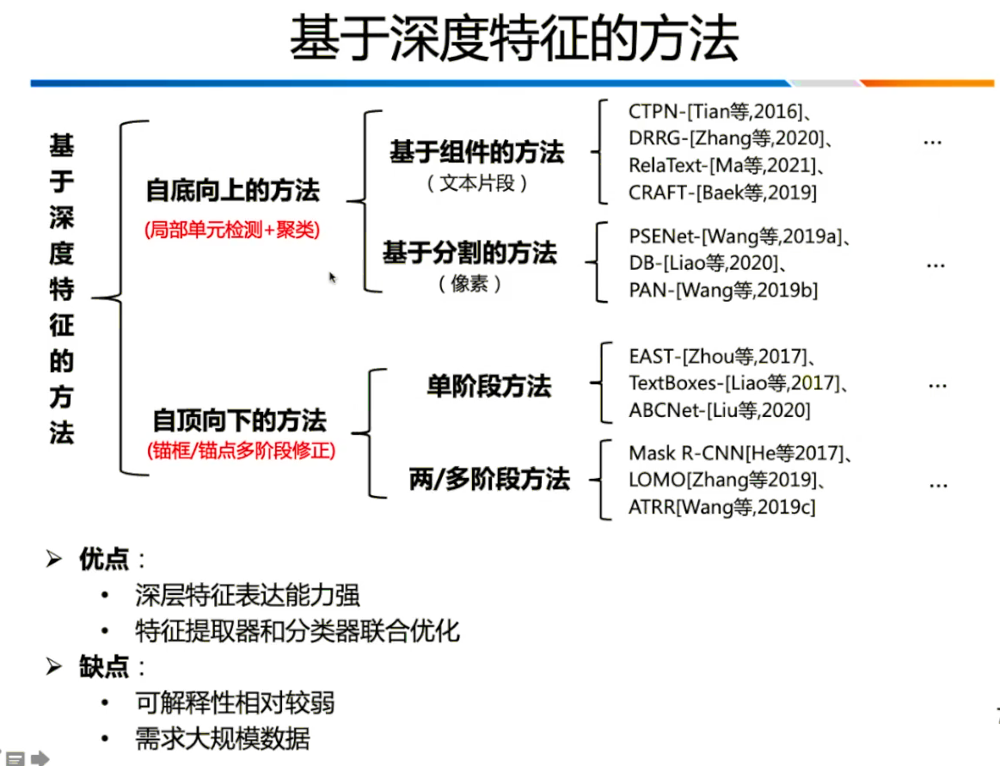 基于深度特征的方法
基于深度特征的方法
自底向上的方法
(局部单元检测+聚类)
基于组件的方法
（文本片段）
CTPN-[Tian等,2016]、
DRRG-[Zhang等,2020]、
RelaText-[Ma等,2021]、
CRAFT-[Baek等,2019]
...
基于分割的方法
（像素）
PSENet-[Wang等,2019a]、
DB-[Liao等,2020]、
PAN-[Wang等,2019b]
...
自顶向下的方法
(锚框/锚点多阶段修正)
单阶段方法
EAST-[Zhou等,2017]、
TextBoxes-[Liao等,2017]、
ABCNet-[Liu等,2020]
...
两/多阶段方法
Mask R-CNN[He等2017]、
LOMO[Zhang等2019]、
ATRR[Wang等,2019c]
...
➢ 优点：
• 深层特征表达能力强
• 特征提取器和分类器联合优化
➢ 缺点：
• 可解释性相对较弱
• 需求大规模数据